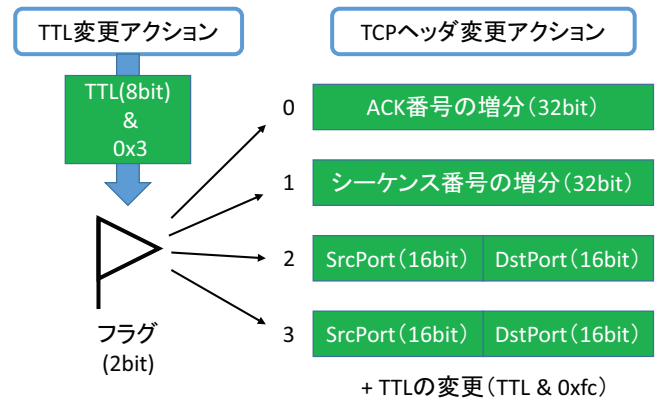 TTL変更アクション
TCPヘッダ変更アクション
TTL(8bit)
&
0x3
0
ACK番号の増分(32bit)
1
シーケンス番号の増分(32bit)
2
SrcPort(16bit)
DstPort(16bit)
3
SrcPort(16bit)
DstPort(16bit)
フラグ
(2bit)
+ TTLの変更(TTL & 0xfc)